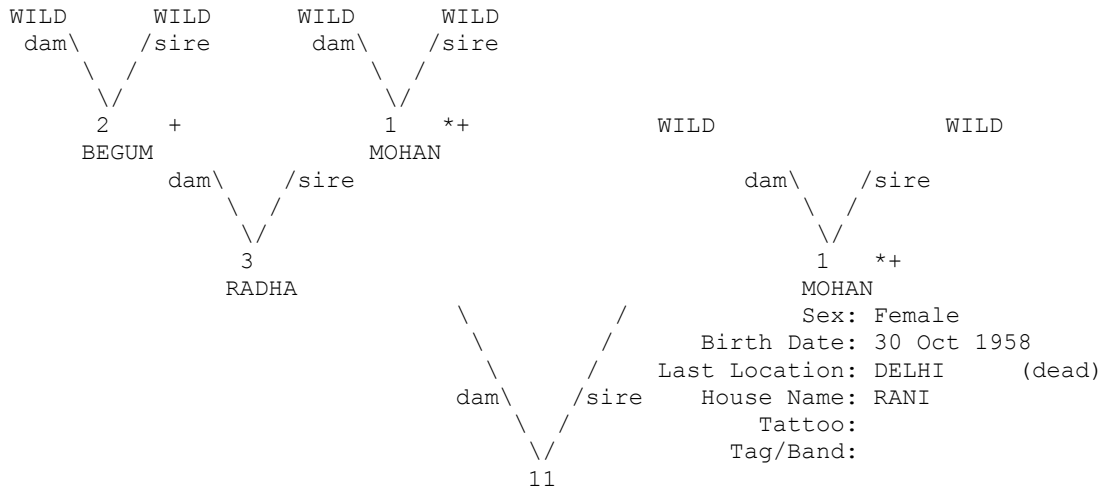 WILD WILD WILD WILD
dam\ /sire dam\ /sire
\ / \ /
\/ \/
2 + 1 *+ WILD WILD
BEGUM MOHAN
dam\ /sire dam\ /sire
\ / \ /
\/ \/
3 1 *+
RADHA MOHAN
\ / Sex: Female
\ / Birth Date: 30 Oct 1958
\ / Last Location: DELHI (dead)
dam\ /sire House Name: RANI
\ / Tattoo:
\/ Tag/Band:
11